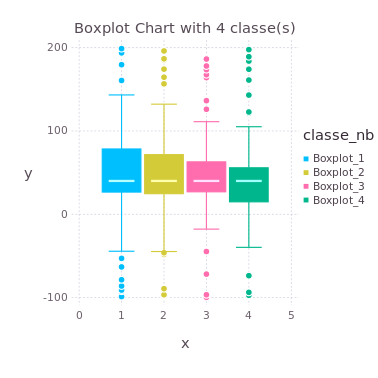 Boxplot Chart with 4 classe(s)
200
100
0
-100
y
0 1 2 3 4 5
x
classe_nb
Boxplot_1
Boxplot_2
Boxplot_3
Boxplot_4